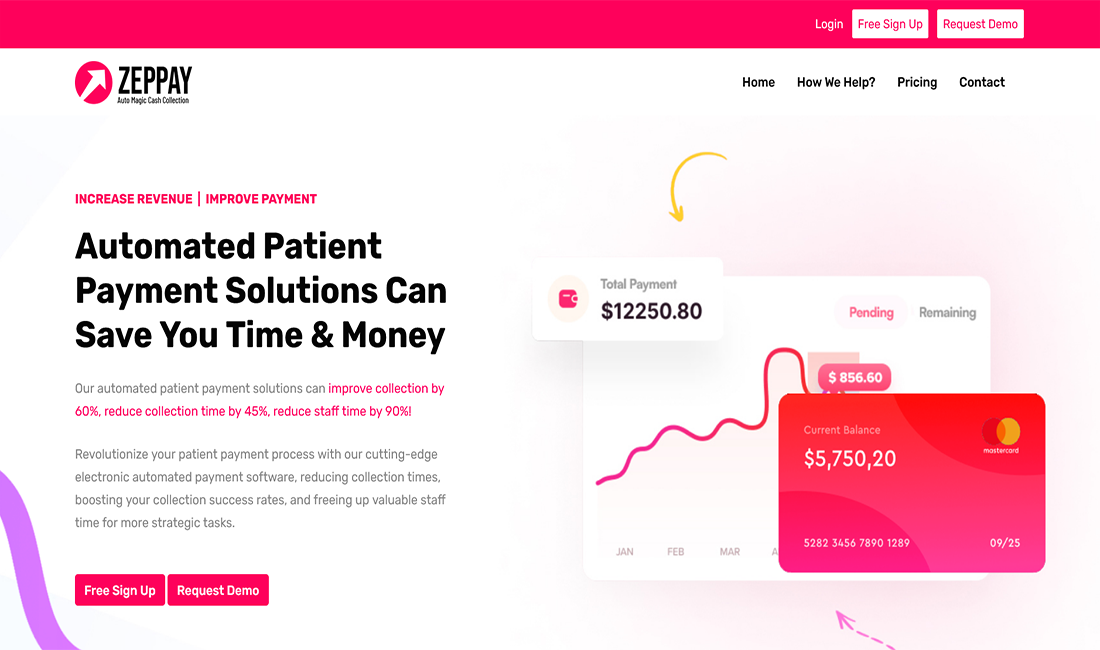 Login Free Sign Up Request Demo
ZEPPAY
Auto Magic Cash Collection
Home How We Help? Pricing Contact
INCREASE REVENUE | IMPROVE PAYMENT
Automated Patient
Payment Solutions Can
Save You Time & Money
Our automated patient payment solutions can improve collection by
60%, reduce collection time by 45%, reduce staff time by 90%!
Revolutionize your patient payment process with our cutting-edge
electronic automated payment software, reducing collection times,
boosting your collection success rates, and freeing up valuable staff
time for more strategic tasks.
Free Sign Up Request Demo
Total Payment
$12250.80
Pending Remaining
$ 856.60
Current Balance
mastercard
$5,750,20
5282 3456 7890 1289 09/25
JAN FEB MAR